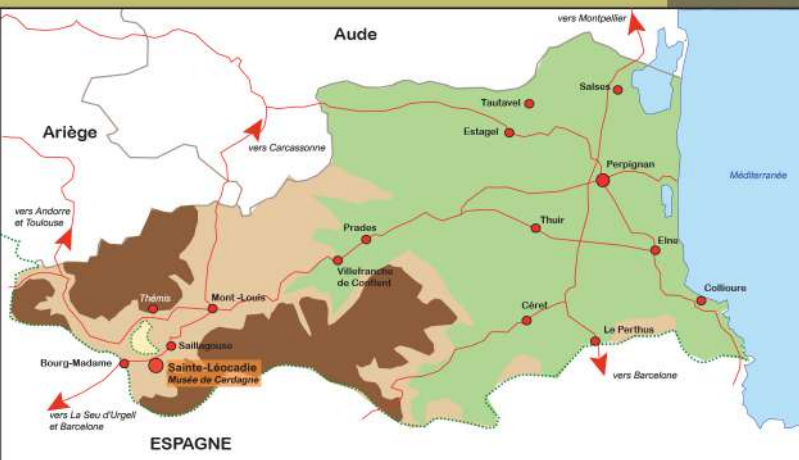 vers Montpellier
Aude
Salses
Tautavel
Ariège
Estagel
vers Carcassonne
Perpignan
Méditerranée
vers Andorre
et Toulouse
Prades
Thuir
Elne
Villefranche
de Conflent
Thémis
Mont -Louis
Collioure
Céret
Le Perthus
Saillagouse
Bourg-Madame
Sainte-Léocadie
Musée de Cerdagne
vers Barcelone
vers La Seu d'Urgell
et Barcelone
ESPAGNE